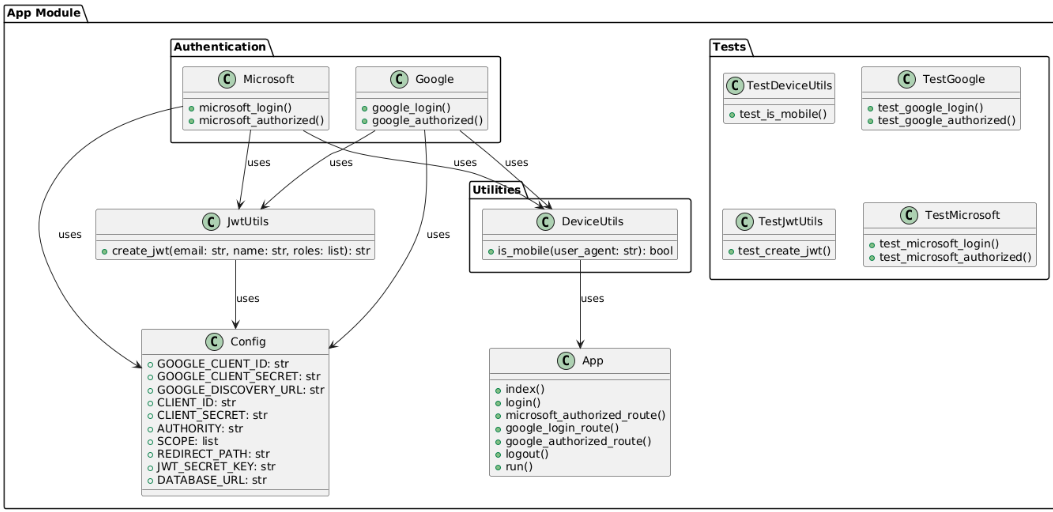 App Module
Authentication
C Microsoft
microsoft_login()
microsoft_authorized()
C Google
google_login()
google_authorized()
Tests
C TestDeviceUtils
test_is_mobile()
C TestGoogle
test_google_login()
test_google_authorized()
uses
uses
uses
uses
Utilities
C JwtUtils
create_jwt(email: str, name: str, roles: list): str
C DeviceUtils
is_mobile(user_agent: str): bool
C TestJwtUtils
test_create_jwt()
C TestMicrosoft
test_microsoft_login()
test_microsoft_authorized()
uses
uses
uses
uses
C Config
GOOGLE_CLIENT_ID: str
GOOGLE_CLIENT_SECRET: str
GOOGLE_DISCOVERY_URL: str
CLIENT_ID: str
CLIENT_SECRET: str
AUTHORITY: str
SCOPE: list
REDIRECT_PATH: str
JWT_SECRET_KEY: str
DATABASE_URL: str
C App
index()
login()
microsoft_authorized_route()
google_login_route()
google_authorized_route()
logout()
run()